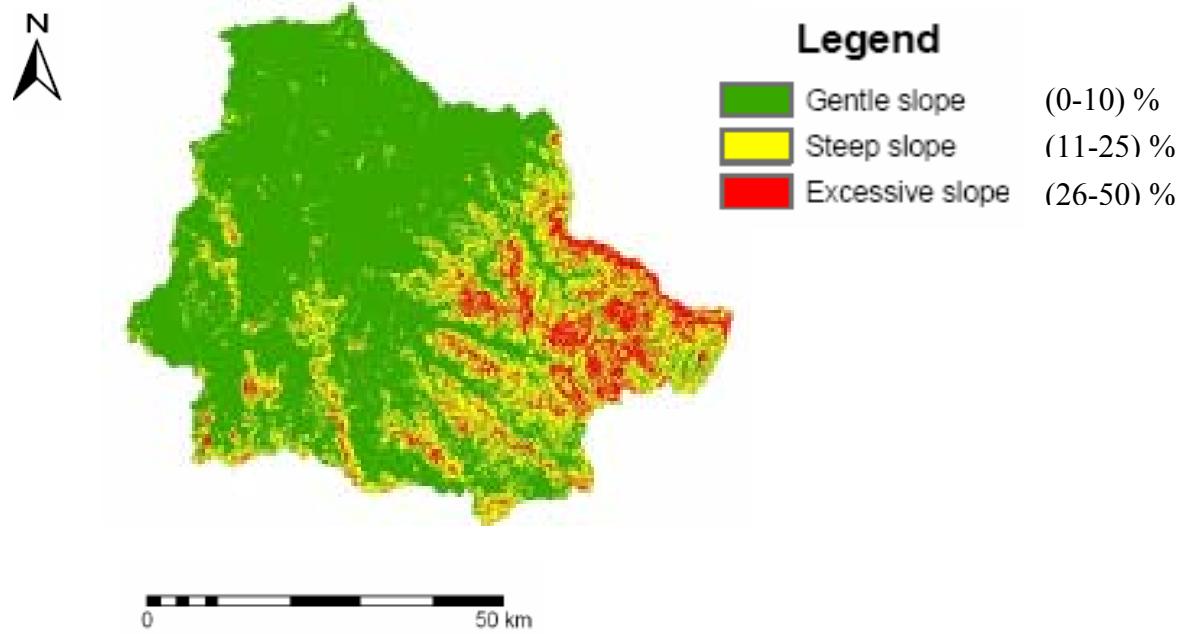 N
Legend
Gentle slope (0-10) %
Steep slope (11-25) %
Excessive slope (26-50) %
0 50 km